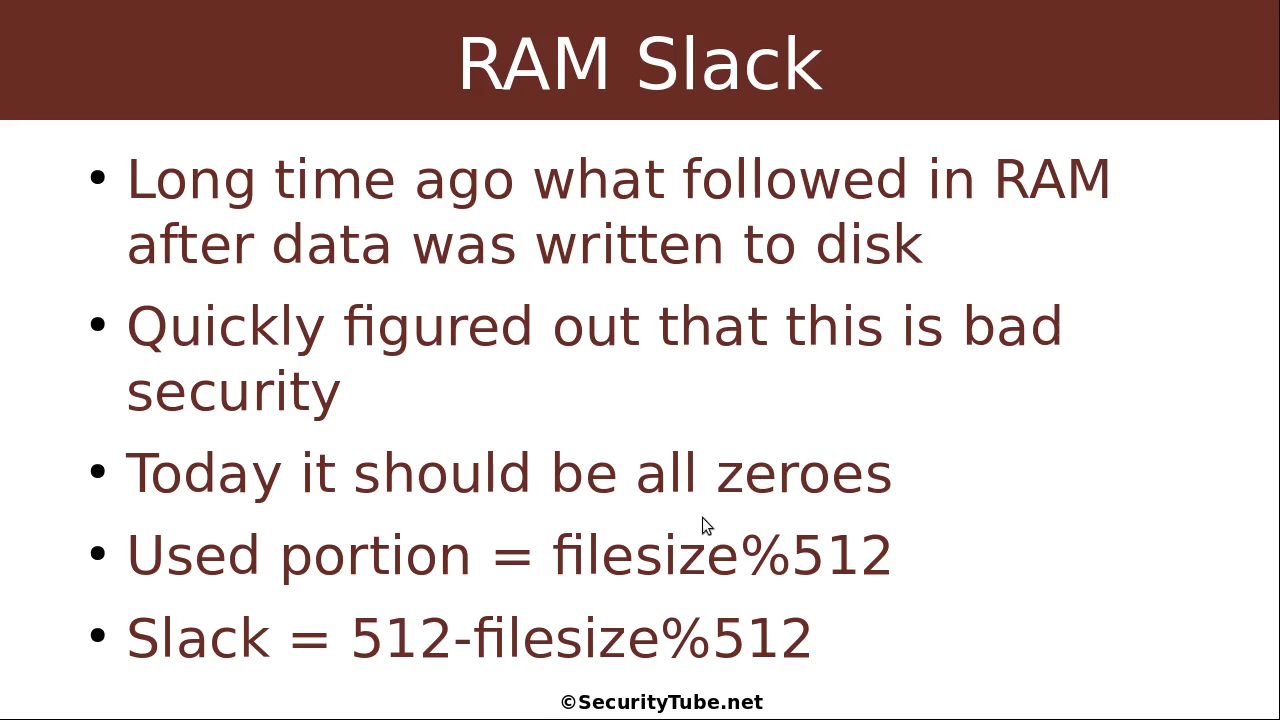 RAM Slack
• Long time ago what followed in RAM
after data was written to disk
• Quickly figured out that this is bad
security
• Today it should be all zeroes
• Used portion = filesize%512
• Slack = 512-filesize%512
©SecurityTube.net